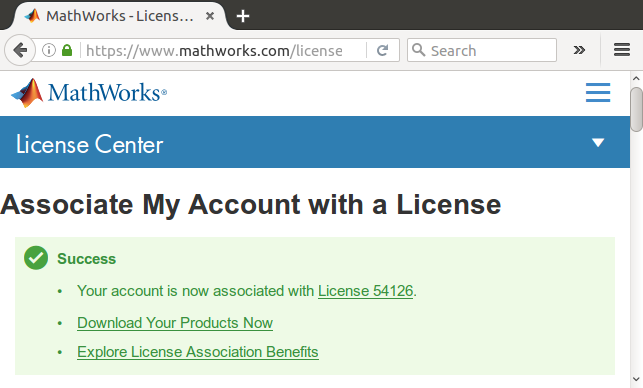 MathWorks - Licens...
https://www.mathworks.com/license
Search
MathWorks®
License Center
Associate My Account with a License
Success
• Your account is now associated with License 54126.
• Download Your Products Now
• Explore License Association Benefits